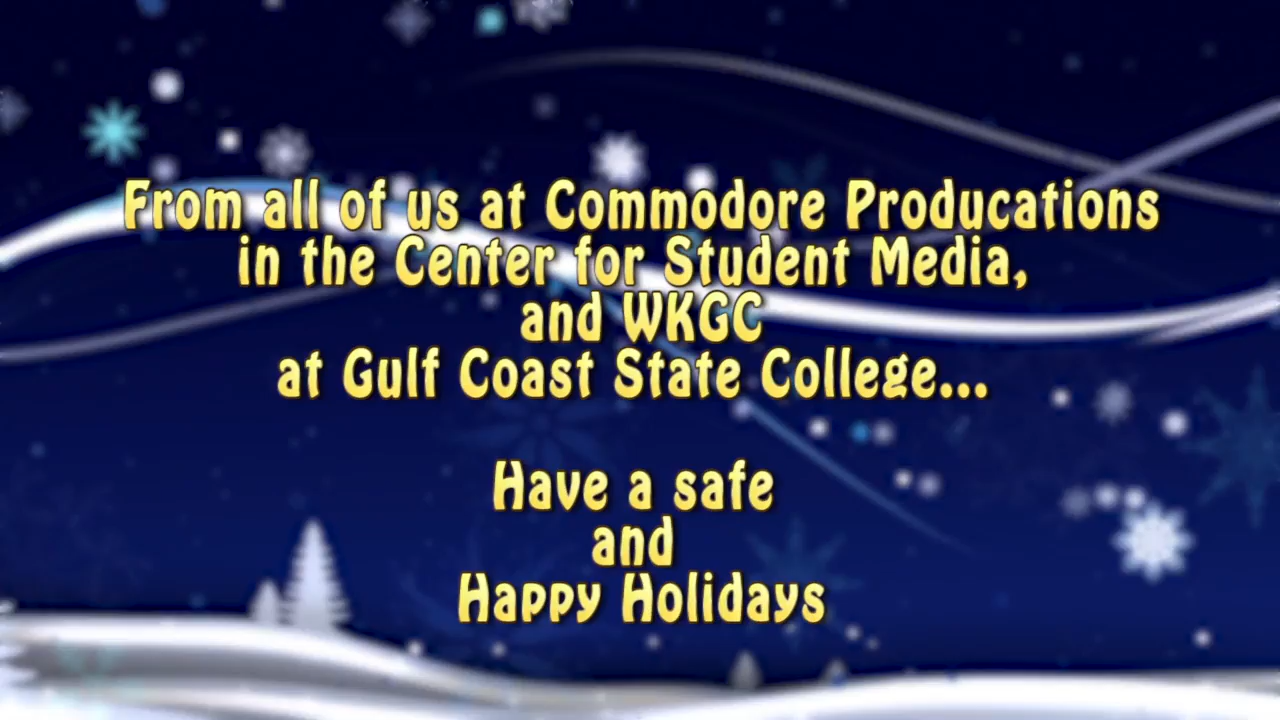 From all of us at Commodore Producations
in the Center for Student Media,
and WKGC
at Gulf Coast State College...
Have a safe
and
Happy Holidays